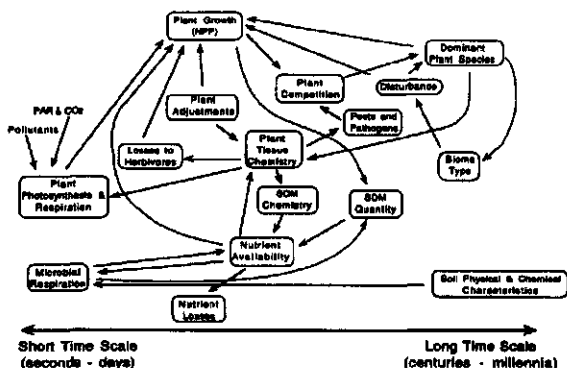 Plant Growth
(NPP)
Dominant
Plant Species
Plant
Competition
Disturbance
PAR & CO2
Pollutants
Plant
Adjustments
Pests and
Pathogens
Losses to
Herbivores
Plant
Tissue
Chemistry
Biome
Type
Plant
Photosynthesis &
Respiration
SOM
Chemistry
SOM
Quantity
Nutrient
Availability
Microbial
Respiration
Soil Physical & Chemical
Characteristics
Nutrient
Losses
Short Time Scale
(seconds - days)
Long Time Scale
(centuries - millennia)